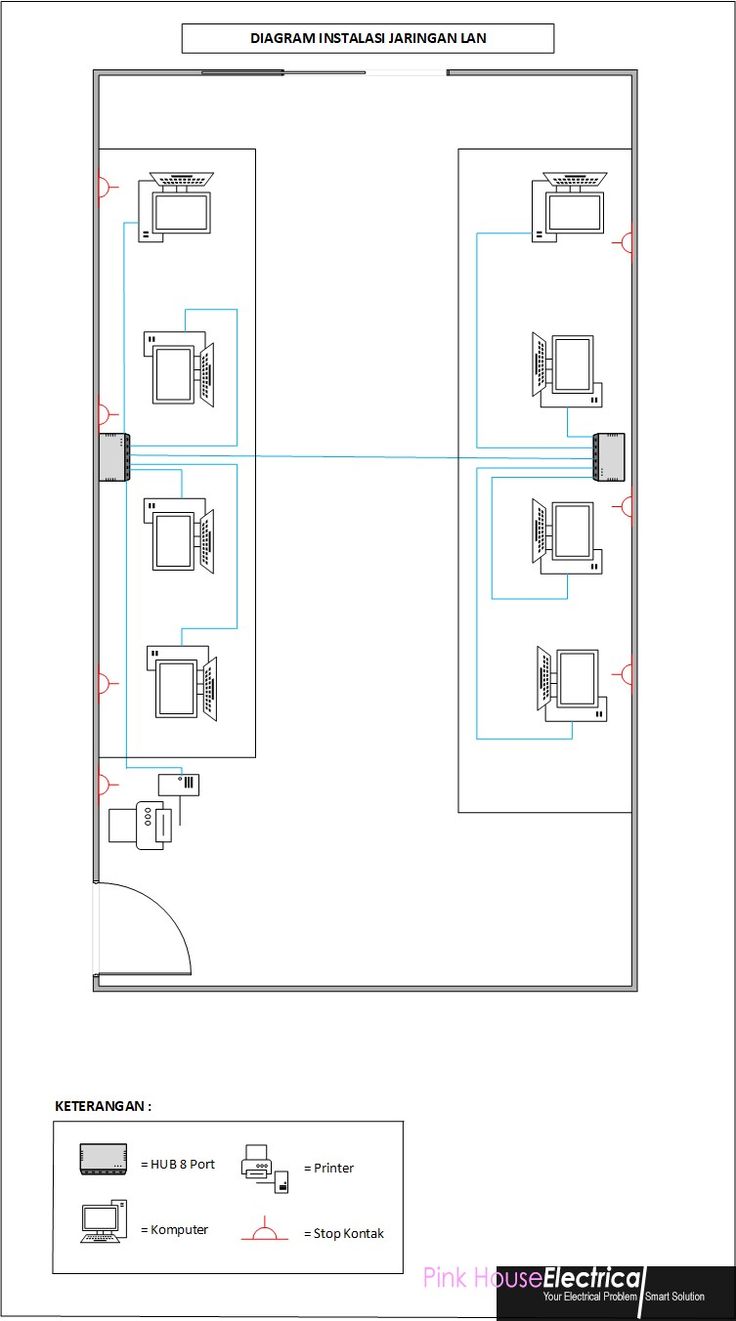 DIAGRAM INSTALASI JARINGAN LAN
KETERANGAN :
= HUB 8 Port
= Printer
= Komputer
= Stop Kontak
Pink HouseElectrical
Your Electrical Problem Smart Solution